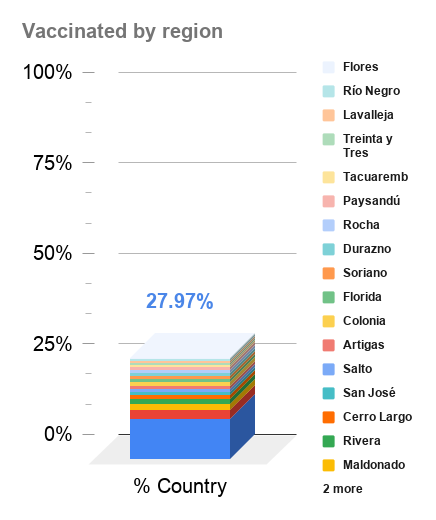 Vaccinated by region
100%
75%
50%
25%
0%
27.97%
% Country
Flores
Río Negro
Lavalleja
Treinta y
Tres
Tacuaremb
Paysandú
Rocha
Durazno
Soriano
Florida
Colonia
Artigas
Salto
San José
Cerro Largo
Rivera
Maldonado
2 more